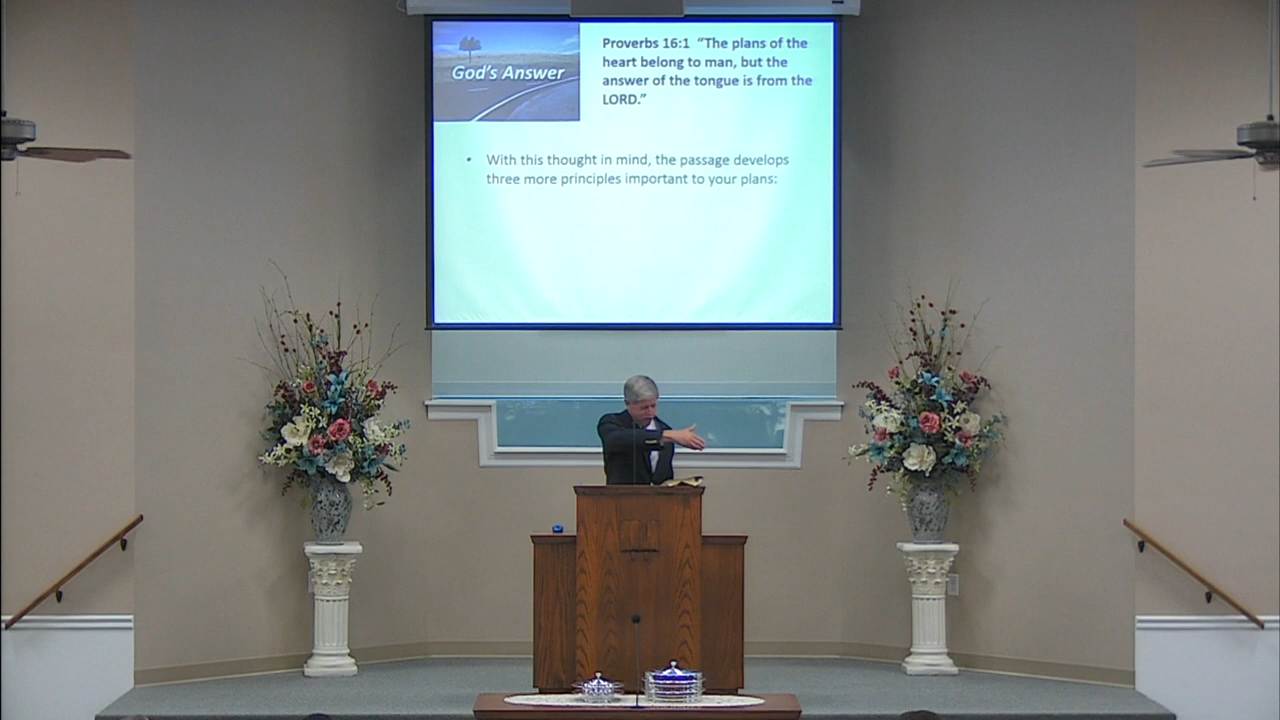 God's Answer
Proverbs 16:1 “The plans of the
heart belong to man, but the
answer of the tongue is from the
LORD.”
• With this thought in mind, the passage develops
three more principles important to your plans: